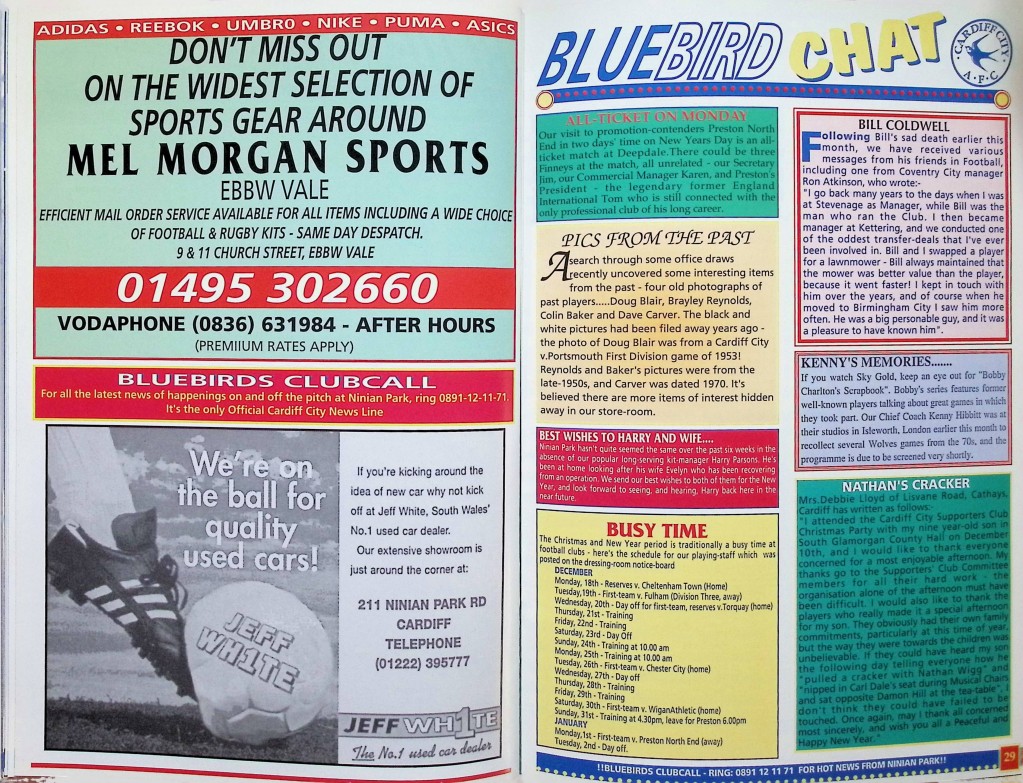 ADIDAS • REEBOK • UMBRO • NIKE • PUMA • ASICS
DON'T MISS OUT
ON THE WIDEST SELECTION OF
SPORTS GEAR AROUND
MEL MORGAN SPORTS
EBBW VALE
EFFICIENT MAIL ORDER SERVICE AVAILABLE FOR ALL ITEMS INCLUDING A WIDE CHOICE
OF FOOTBALL & RUGBY KITS - SAME DAY DESPATCH.
9 & 11 CHURCH STREET, EBBW VALE
01495 302660
VODAPHONE (0836) 631984 - AFTER HOURS
(PREMIIUM RATES APPLY)
BLUEBIRDS CLUBCALL
For all the latest news of happenings on and off the pitch at Ninian Park, ring 0891-12-11-71.
It's the only Official Cardiff City News Line
We're on
the ball for
quality
used cars!
JEFF
WH1TE
If you're kicking around the
idea of new car why not kick
off at Jeff White, South Wales'
No.1 used car dealer.
Our extensive showroom is
just around the corner at:
211 NINIAN PARK RD
CARDIFF
TELEPHONE
(01222) 395777
JEFF WH1TE
The No.1 used car dealer
BLUEBIRD CHAT
CARDIFF CITY
A.F.C
ALL-TICKET ON MONDAY
Our visit to promotion-contenders Preston North
End in two days' time on New Years Day is an all-
ticket match at Deepdale.There could be three
Finneys at the match, all unrelated - our Secretary
Jim, our Commercial Manager Karen, and Preston's
President - the legendary former England
International Tom who is still connected with the
only professional club of his long career.
PICS FROM THE PAST
A search through some office draws
recently uncovered some interesting items
from the past - four old photographs of
past players.....Doug Blair, Brayley Reynolds,
Colin Baker and Dave Carver. The black and
white pictures had been filed away years ago -
the photo of Doug Blair was from a Cardiff City
v.Portsmouth First Division game of 1953!
Reynolds and Baker's pictures were from the
late-1950s, and Carver was dated 1970. It's
believed there are more items of interest hidden
away in our store-room.
BEST WISHES TO HARRY AND WIFE....
Ninian Park hasn't quite seemed the same over the past six weeks in the
absence of our popular long-serving kit-manager Harry Parsons. He's
been at home looking after his wife Evelyn who has been recovering
from an operation. We send our best wishes to both of them for the New
Year, and look forward to seeing, and hearing, Harry back here in the
near future.
BUSY TIME
The Christmas and New Year period is traditionally a busy time at
football clubs - here's the schedule for our playing-staff which was
posted on the dressing-room notice-board
DECEMBER
Monday, 18th - Reserves v. Cheltenham Town (Home)
Tuesday,19th - First-team v. Fulham (Division Three, away)
Wednesday, 20th - Day off for first-team, reserves v.Torquay (home)
Thursday, 21st - Training
Friday, 22nd - Training
Saturday, 23rd - Day Off
Sunday, 24th - Training at 10.00 am
Monday, 25th - Training at 10.00 am
Tuesday, 26th - First-team v. Chester City (home)
Wednesday, 27th - Day off
Thursday, 28th - Training
Friday, 29th - Training
Saturday, 30th - First-team v. WiganAthletic (home)
Sunday, 31st - Training at 4.30pm, leave for Preston 6.00pm
JANUARY
Monday,1st - First-team v. Preston North End (away)
Tuesday, 2nd - Day off.
BILL COLDWELL
Following Bill's sad death earlier this
month, we have received various
messages from his friends in Football,
including one from Coventry City manager
Ron Atkinson, who wrote:-
"I go back many years to the days when I was
at Stevenage as Manager, while Bill was the
man who ran the Club. I then became
manager at Kettering, and we conducted one
of the oddest transfer-deals that I've ever
been involved in. Bill and I swapped a player
for a lawnmower - Bill always maintained that
the mower was better value than the player,
because it went faster! I kept in touch with
him over the years, and of course when he
moved to Birmingham City I saw him more
often. He was a big personable guy, and it was
a pleasure to have known him".
KENNY'S MEMORIES.......
If you watch Sky Gold, keep an eye out for "Bobby
Charlton's Scrapbook". Bobby's series features former
well-known players talking about great games in which
they took part. Our Chief Coach Kenny Hibbitt was at
their studios in Isleworth, London earlier this month to
recollect several Wolves games from the 70s, and the
programme is due to be screened very shortly.
NATHAN'S CRACKER
Mrs.Debbie Lloyd of Lisvane Road, Cathays,
Cardiff has written as follows:-
"I attended the Cardiff City Supporters Club
Christmas Party with my nine year-old son in
South Glamorgan County Hall on December
10th, and I would like to thank everyone
concerned for a most enjoyable afternoon. My
thanks go to the Supporters' Club Committee
members for all their hard work - the
organisation alone of the afternoon must have
been difficult. I would also like to thank the
players who really made it a special afternoon
for my son. They obviously had their own family
commitments, particularly at this time of year,
but the way they were towards the children was
unbelievable. If they could have heard my son
the following day telling everyone how he
"pulled a cracker with Nathan Wigg" and
"nipped in Carl Dale's seat during Musical Chairs
and sat opposite Damon Hill at the tea-table", I
don't think they could have failed to be
touched. Once again, may I thank all concerned
most sincerely, and wish you all a Peaceful and
Happy New Year."
!!BLUEBIRDS CLUBCALL - RING: 0891 12 11 71 FOR HOT NEWS FROM NINIAN PARK!!
29